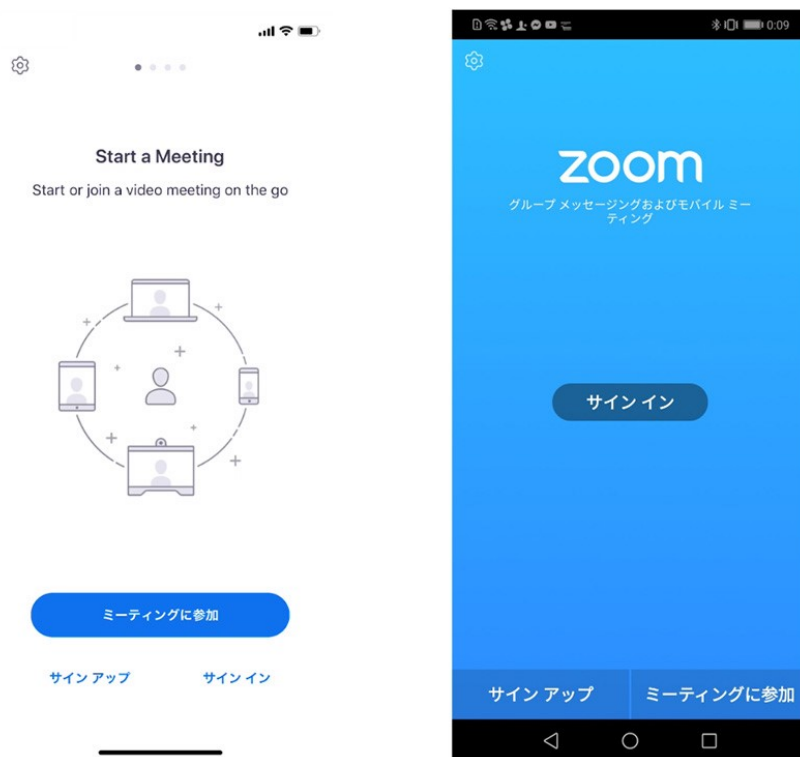 Start a Meeting
Start or join a video meeting on the go
ミーティングに参加
サイン アップ
サイン イン
0:09
zoom
グループ メッセージングおよびモバイル ミー
ティング
サイン イン
サイン アップ
ミーティングに参加